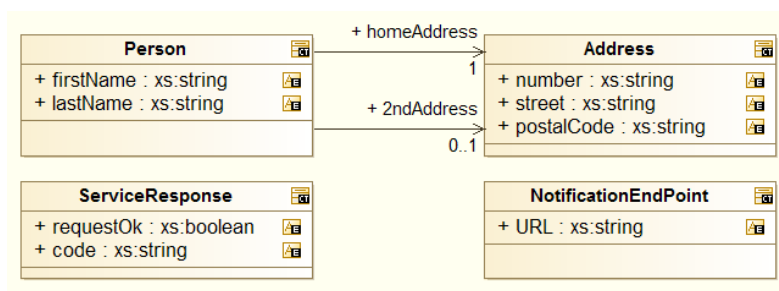 Person
+ firstName : xs:string
+ lastName : xs:string
+ homeAddress
1
+ 2ndAddress
0..1
Address
+ number : xs:string
+ street : xs:string
+ postalCode : xs:string
ServiceResponse
+ requestOk : xs:boolean
+ code : xs:string
NotificationEndPoint
+ URL : xs:string